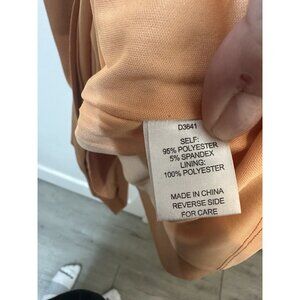 D3641
SELF:
95% POLYESTER
5% SPANDEX
LINING:
100% POLYESTER
MADE IN CHINA
REVERSE SIDE
FOR CARE